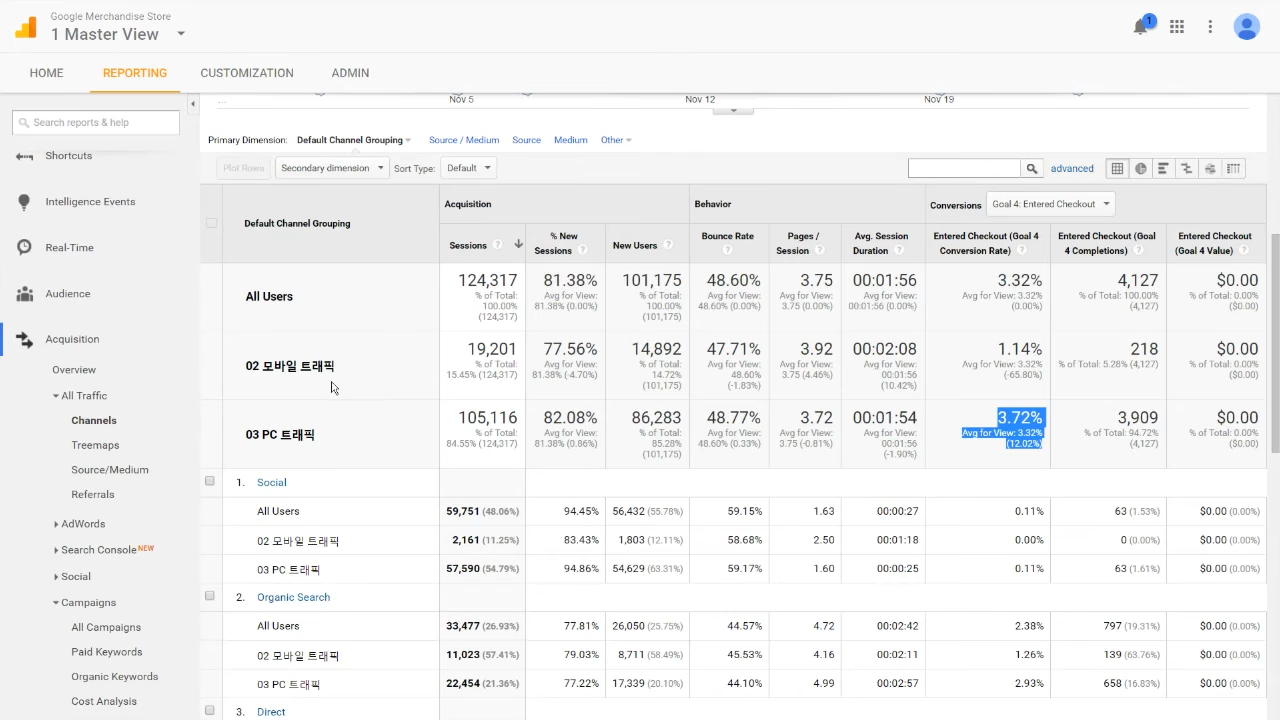 Google Merchandise Store
1 Master View
1
HOME REPORTING CUSTOMIZATION ADMIN
Search reports & help
Shortcuts
Intelligence Events
Real-Time
Audience
Acquisition
Overview
All Traffic
Channels
Treemaps
Source/Medium
Referrals
AdWords
Search Console NEW
Social
Campaigns
All Campaigns
Paid Keywords
Organic Keywords
Cost Analysis
... Nov 5 Nov 12 Nov 19
Primary Dimension: Default Channel Grouping Source / Medium Source Medium Other
Plot Rows Secondary dimension Sort Type: Default advanced
Default Channel Grouping Acquisition Behavior Conversions Goal 4: Entered Checkout
Sessions ? % New Sessions ? New Users ? Bounce Rate ? Pages / Session ? Avg. Session Duration ? Entered Checkout (Goal 4 Conversion Rate) ? Entered Checkout (Goal 4 Completions) ? Entered Checkout (Goal 4 Value) ?
All Users 124,317 81.38% 101,175 48.60% 3.75 00:01:56 3.32% 4,127 $0.00
% of Total: 100.00% (124,317) Avg for View: 81.38% (0.00%) % of Total: 100.00% (101,175) Avg for View: 48.60% (0.00%) Avg for View: 3.75 (0.00%) Avg for View: 00:01:56 (0.00%) Avg for View: 3.32% (0.00%) % of Total: 100.00% (4,127) % of Total: 0.00% ($0.00)
02 모바일 트래픽 19,201 77.56% 14,892 47.71% 3.92 00:02:08 1.14% 218 $0.00
% of Total: 15.45% (124,317) Avg for View: 81.38% (-4.70%) % of Total: 14.72% (101,175) Avg for View: 48.60% (-1.83%) Avg for View: 3.75 (4.46%) Avg for View: 00:01:56 (10.42%) Avg for View: 3.32% (-65.80%) % of Total: 5.28% (4,127) % of Total: 0.00% ($0.00)
03 PC 트래픽 105,116 82.08% 86,283 48.77% 3.72 00:01:54 3.72% 3,909 $0.00
% of Total: 84.55% (124,317) Avg for View: 81.38% (0.86%) % of Total: 85.28% (101,175) Avg for View: 48.60% (0.33%) Avg for View: 3.75 (-0.81%) Avg for View: 00:01:56 (-1.90%) Avg for View: 3.32% (12.02%) % of Total: 94.72% (4,127) % of Total: 0.00% ($0.00)
1. Social
All Users 59,751 (48.06%) 94.45% 56,432 (55.78%) 59.15% 1.63 00:00:27 0.11% 63 (1.53%) $0.00 (0.00%)
02 모바일 트래픽 2,161 (11.25%) 83.43% 1,803 (12.11%) 58.68% 2.50 00:01:18 0.00% 0 (0.00%) $0.00 (0.00%)
03 PC 트래픽 57,590 (54.79%) 94.86% 54,629 (63.31%) 59.17% 1.60 00:00:25 0.11% 63 (1.61%) $0.00 (0.00%)
2. Organic Search
All Users 33,477 (26.93%) 77.81% 26,050 (25.75%) 44.57% 4.72 00:02:42 2.38% 797 (19.31%) $0.00 (0.00%)
02 모바일 트래픽 11,023 (57.41%) 79.03% 8,711 (58.49%) 45.53% 4.16 00:02:11 1.26% 139 (63.76%) $0.00 (0.00%)
03 PC 트래픽 22,454 (21.36%) 77.22% 17,339 (20.10%) 44.10% 4.99 00:02:57 2.93% 658 (16.83%) $0.00 (0.00%)
3. Direct